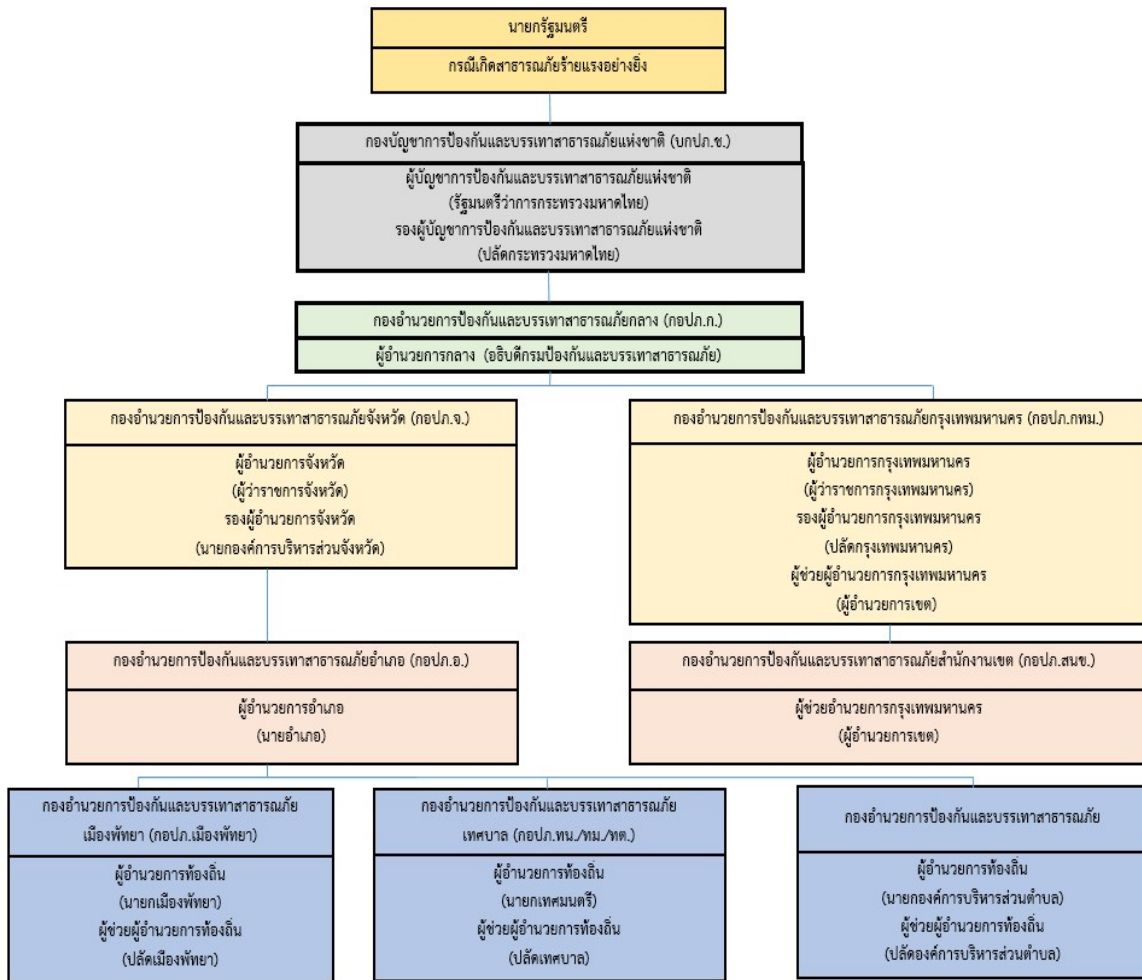 นายกรัฐมนตรี
กรณีเกิดสาธารณภัยร้ายแรงอย่างยิ่ง
กองบัญชาการป้องกันและบรรเทาสาธารณภัยแห่งชาติ (บกปภ.ช.)
ผู้บัญชาการป้องกันและบรรเทาสาธารณภัยแห่งชาติ
(รัฐมนตรีว่าการกระทรวงมหาดไทย)
รองผู้บัญชาการป้องกันและบรรเทาสาธารณภัยแห่งชาติ
(ปลัดกระทรวงมหาดไทย)
กองอำนวยการป้องกันและบรรเทาสาธารณภัยกลาง (กอปภ.ก.)
ผู้อำนวยการกลาง (อธิบดีกรมป้องกันและบรรเทาสาธารณภัย)
กองอำนวยการป้องกันและบรรเทาสาธารณภัยจังหวัด (กอปภ.จ.)
ผู้อำนวยการจังหวัด
(ผู้ว่าราชการจังหวัด)
รองผู้อำนวยการจังหวัด
(นายกองค์การบริหารส่วนจังหวัด)
กองอำนวยการป้องกันและบรรเทาสาธารณภัยกรุงเทพมหานคร (กอปภ.กทม.)
ผู้อำนวยการกรุงเทพมหานคร
(ผู้ว่าราชการกรุงเทพมหานคร)
รองผู้อำนวยการกรุงเทพมหานคร
(ปลัดกรุงเทพมหานคร)
ผู้ช่วยผู้อำนวยการกรุงเทพมหานคร
(ผู้อำนวยการเขต)
กองอำนวยการป้องกันและบรรเทาสาธารณภัยอำเภอ (กอปภ.อ.)
ผู้อำนวยการอำเภอ
(นายอำเภอ)
กองอำนวยการป้องกันและบรรเทาสาธารณภัยสำนักงานเขต (กอปภ.สนข.)
ผู้ช่วยอำนวยการกรุงเทพมหานคร
(ผู้อำนวยการเขต)
กองอำนวยการป้องกันและบรรเทาสาธารณภัย
เมืองพัทยา (กอปภ.เมืองพัทยา)
ผู้อำนวยการท้องถิ่น
(นายกเมืองพัทยา)
ผู้ช่วยผู้อำนวยการท้องถิ่น
(ปลัดเมืองพัทยา)
กองอำนวยการป้องกันและบรรเทาสาธารณภัย
เทศบาล (กอปภ.ทน./ทม./ทต.)
ผู้อำนวยการท้องถิ่น
(นายกเทศมนตรี)
ผู้ช่วยผู้อำนวยการท้องถิ่น
(ปลัดเทศบาล)
กองอำนวยการป้องกันและบรรเทาสาธารณภัย
ผู้อำนวยการท้องถิ่น
(นายกองค์การบริหารส่วนตำบล)
ผู้ช่วยผู้อำนวยการท้องถิ่น
(ปลัดองค์การบริหารส่วนตำบล)